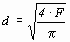 d = √(4 · F / π)